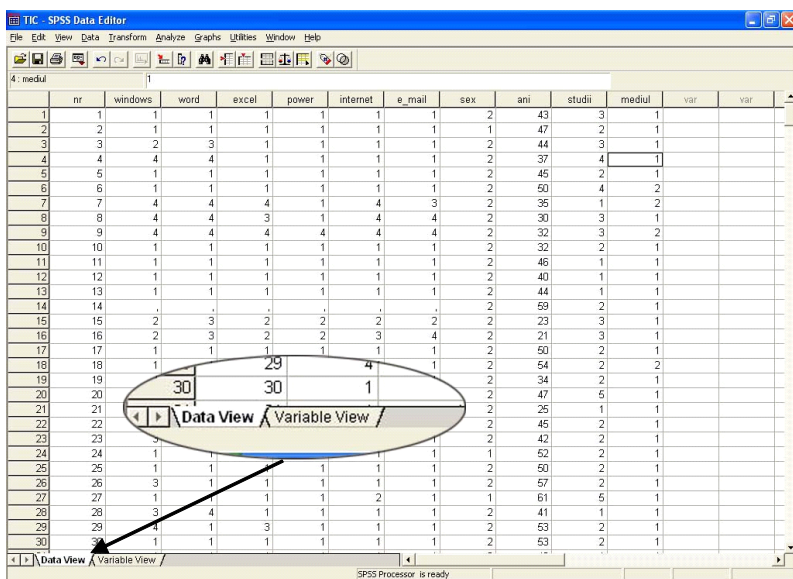 TIC - SPSS Data Editor
File Edit View Data Transform Analyze Graphs Utilities Window Help
4 : mediul 1
nr windows word excel power internet e_mail sex ani studii mediul var var
1 1 1 1 1 1 1 1 2 43 3 1
2 2 1 1 1 1 1 1 1 47 2 1
3 3 2 3 1 1 1 1 2 44 3 1
4 4 4 4 1 1 1 1 2 37 4 1
5 5 1 1 1 1 1 1 2 45 2 1
6 6 1 1 1 1 1 1 2 50 4 2
7 7 4 4 4 1 4 3 2 35 1 2
8 8 4 4 3 1 4 4 2 30 3 1
9 9 4 4 4 4 4 4 2 32 3 2
10 10 1 1 1 1 1 1 2 32 2 1
11 11 1 1 1 1 1 1 2 46 1 1
12 12 1 1 1 1 1 1 2 40 1 1
13 13 1 1 1 1 1 1 2 44 1 1
14 14 , , , , , , 2 59 2 1
15 15 2 3 2 2 2 2 2 23 3 1
16 16 2 3 2 2 3 4 2 21 3 1
17 17 1 1 1 1 1 1 2 50 2 1
18 18 1 1 2 54 2 2
19 19 2 34 2 1
20 20 2 47 5 1
21 21 2 25 1 1
22 22 2 45 2 1
23 23 2 42 2 1
24 24 1 1 1 1 52 2 1
25 25 1 1 1 1 1 1 2 50 2 1
26 26 3 1 1 1 1 1 2 57 2 1
27 27 1 1 1 1 2 1 1 61 5 1
28 28 3 4 1 1 1 1 2 41 1 1
29 29 4 1 3 1 1 1 2 53 2 1
30 30 1 1 1 1 1 1 2 53 2 1
29 4
30 30 1
Data View Variable View
Data View Variable View
SPSS Processor is ready